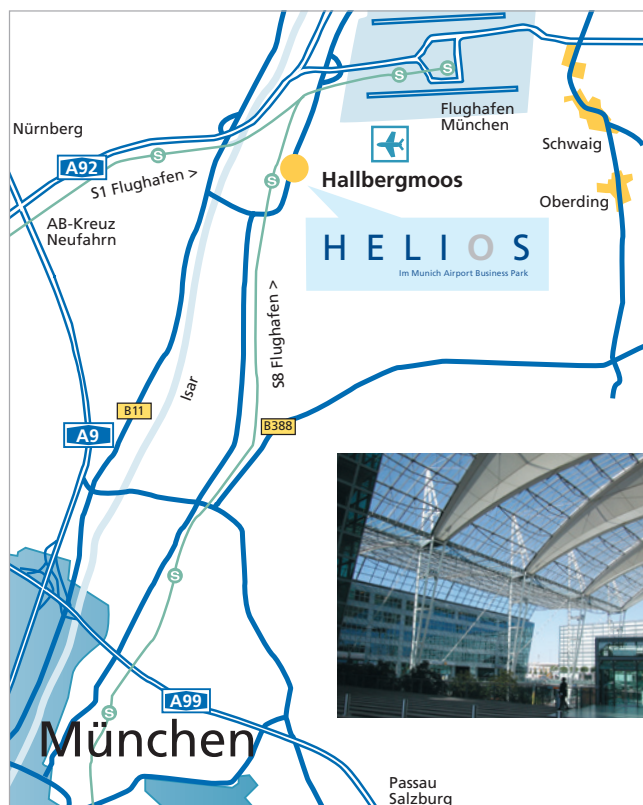 Flughafen
München
Nürnberg
A92
S
S
S
S
S1 Flughafen >
Schwaig
Hallbergmoos
Oberding
AB-Kreuz
Neufahrn
HELIOS
Im Munich Airport Business Park
S8 Flughafen >
Isar
B11
B388
A9
S
A99
S
München
Passau
Salzburg